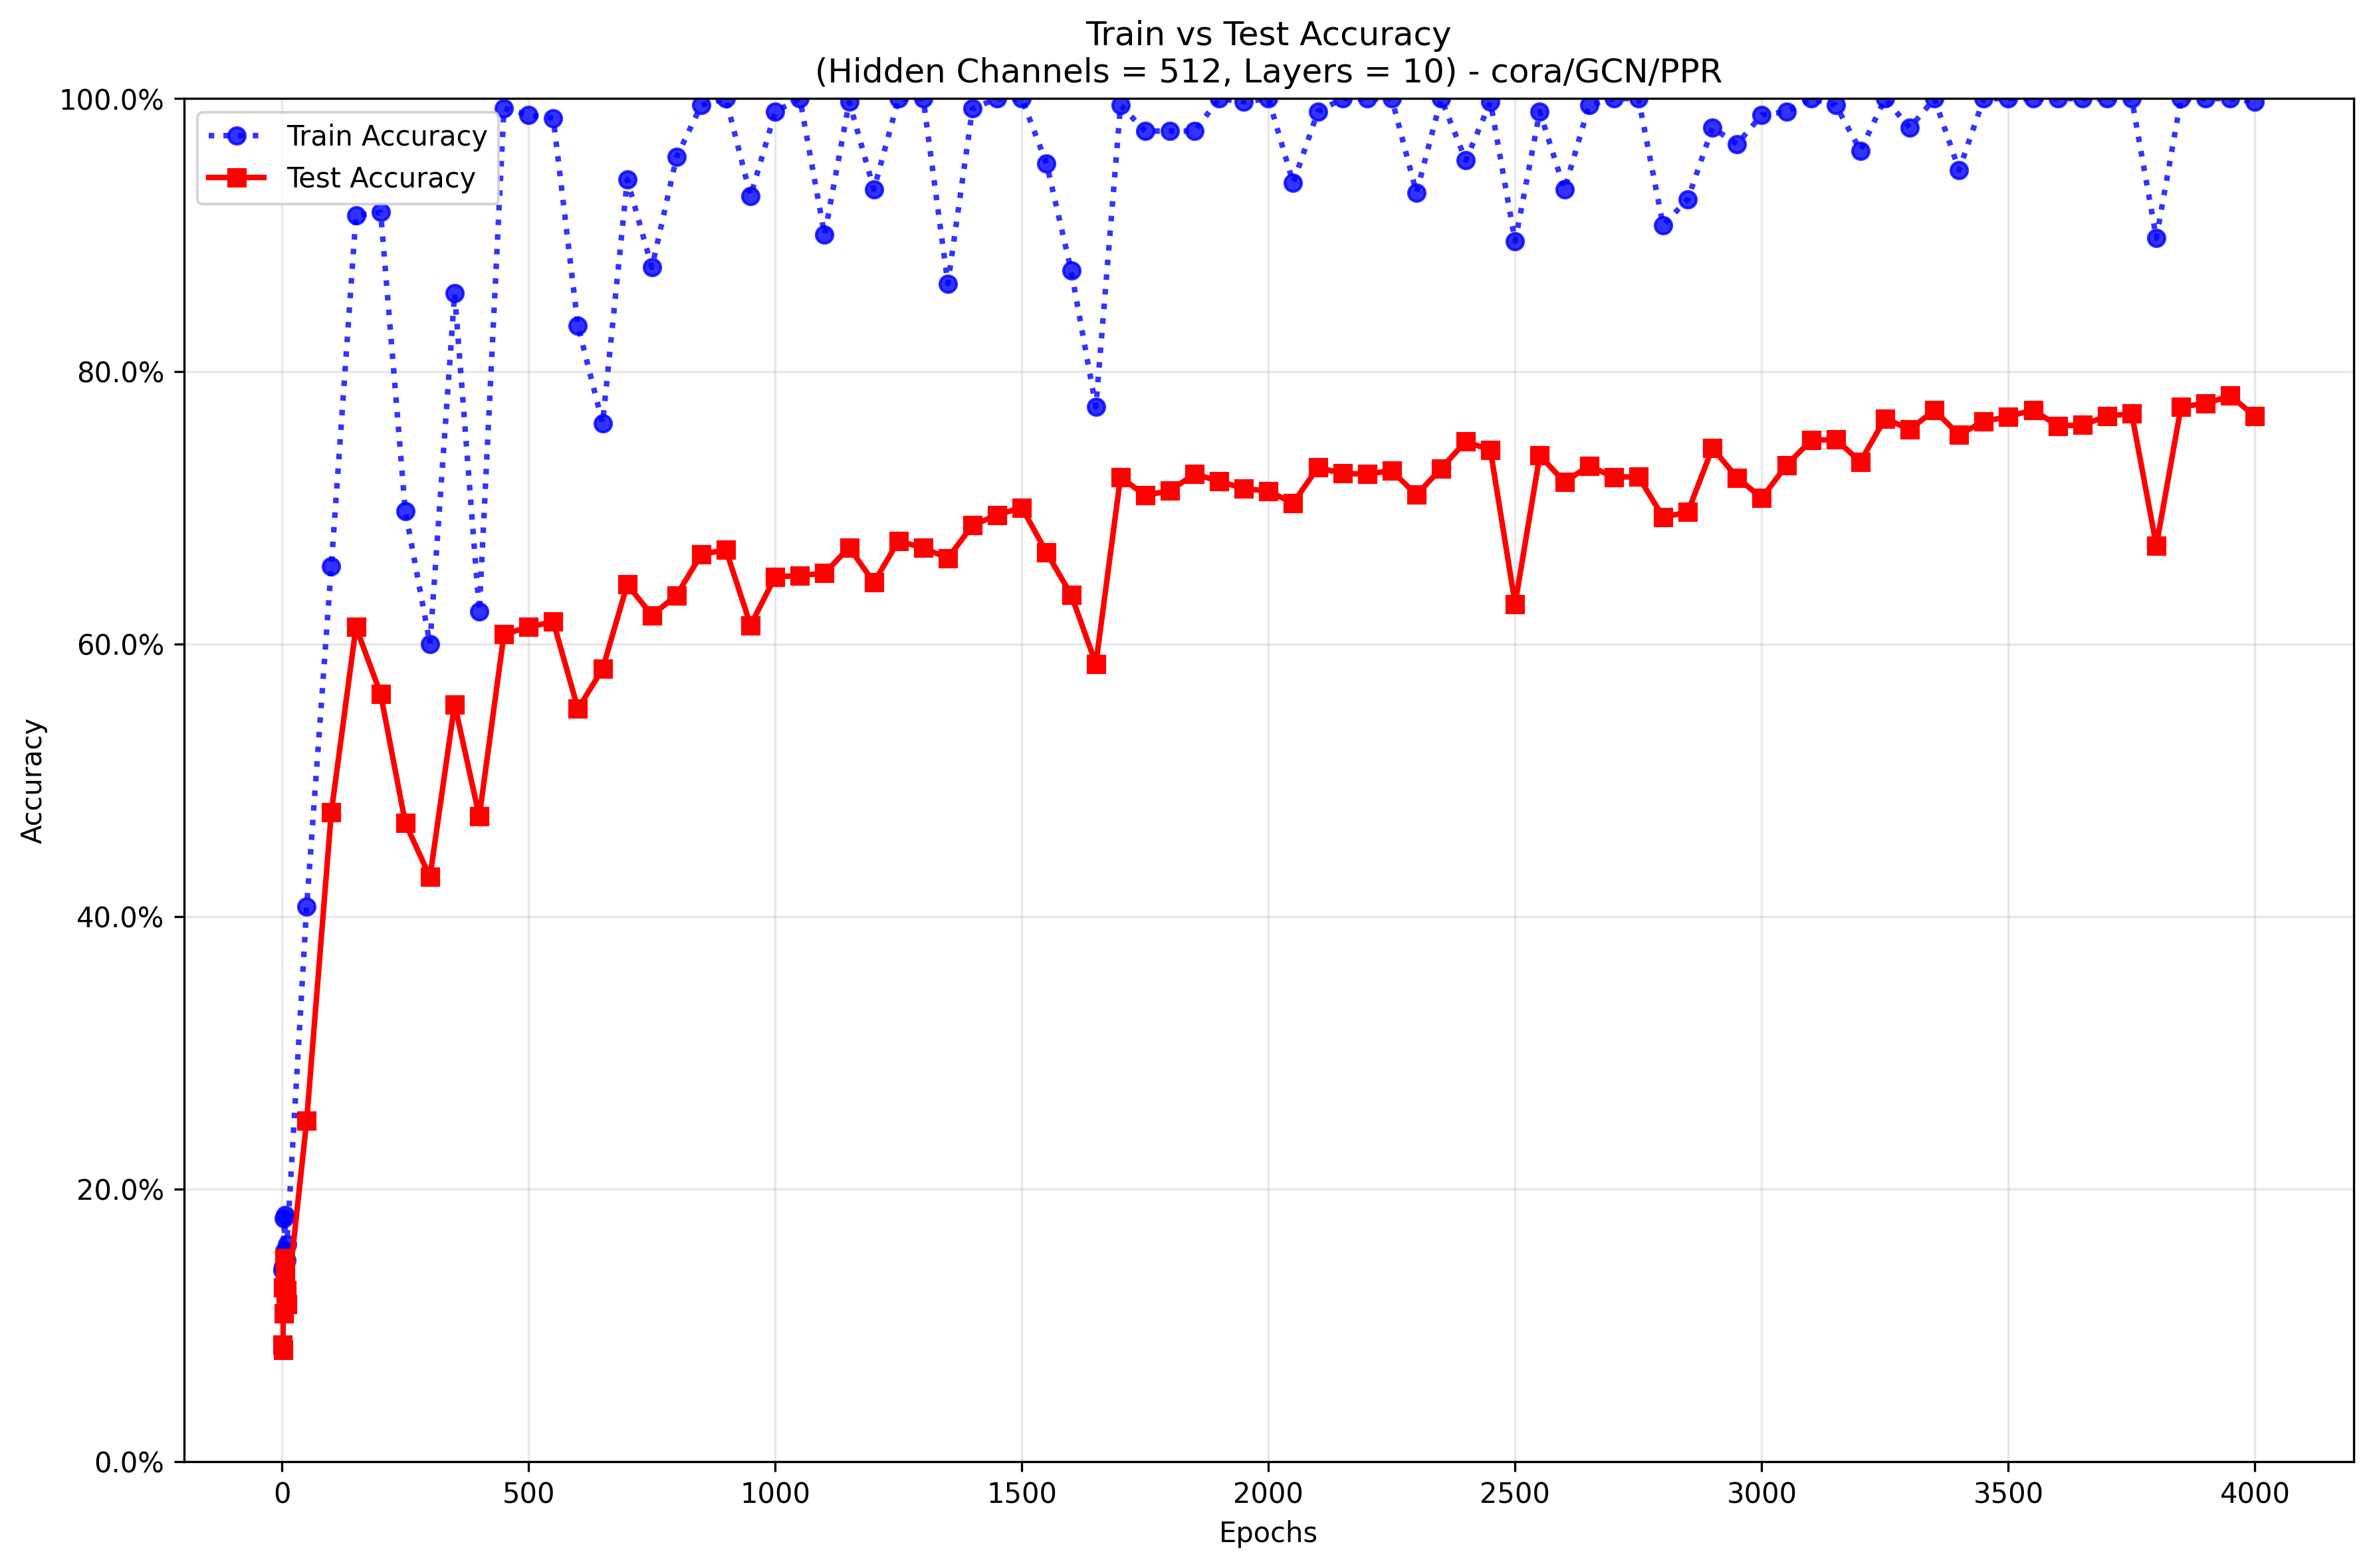 Train vs Test Accuracy
(Hidden Channels = 512, Layers = 10) - cora/GCN/PPR
100.0%
80.0%
60.0%
40.0%
20.0%
0.0%
Accuracy
Train Accuracy
Test Accuracy
0
500
1000
1500
2000
2500
3000
3500
4000
Epochs